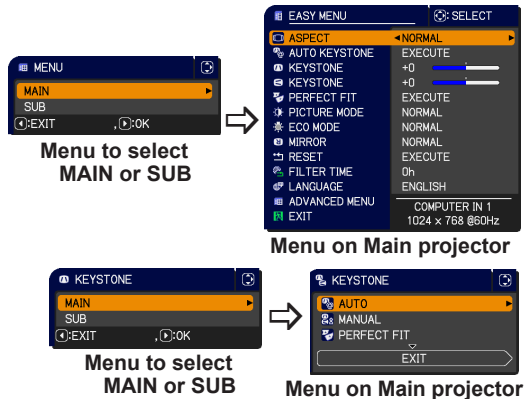 MENU
MAIN
SUB
:EXIT , :OK
Menu to select
MAIN or SUB
EASY MENU : SELECT
ASPECT NORMAL
AUTO KEYSTONE EXECUTE
KEYSTONE +0
KEYSTONE +0
PERFECT FIT EXECUTE
PICTURE MODE NORMAL
ECO MODE NORMAL
MIRROR NORMAL
RESET EXECUTE
FILTER TIME 0h
LANGUAGE ENGLISH
ADVANCED MENU COMPUTER IN 1
EXIT 1024 x 768 @60Hz
Menu on Main projector
KEYSTONE
MAIN
SUB
:EXIT , :OK
Menu to select
MAIN or SUB
KEYSTONE
AUTO
MANUAL
PERFECT FIT
EXIT
Menu on Main projector